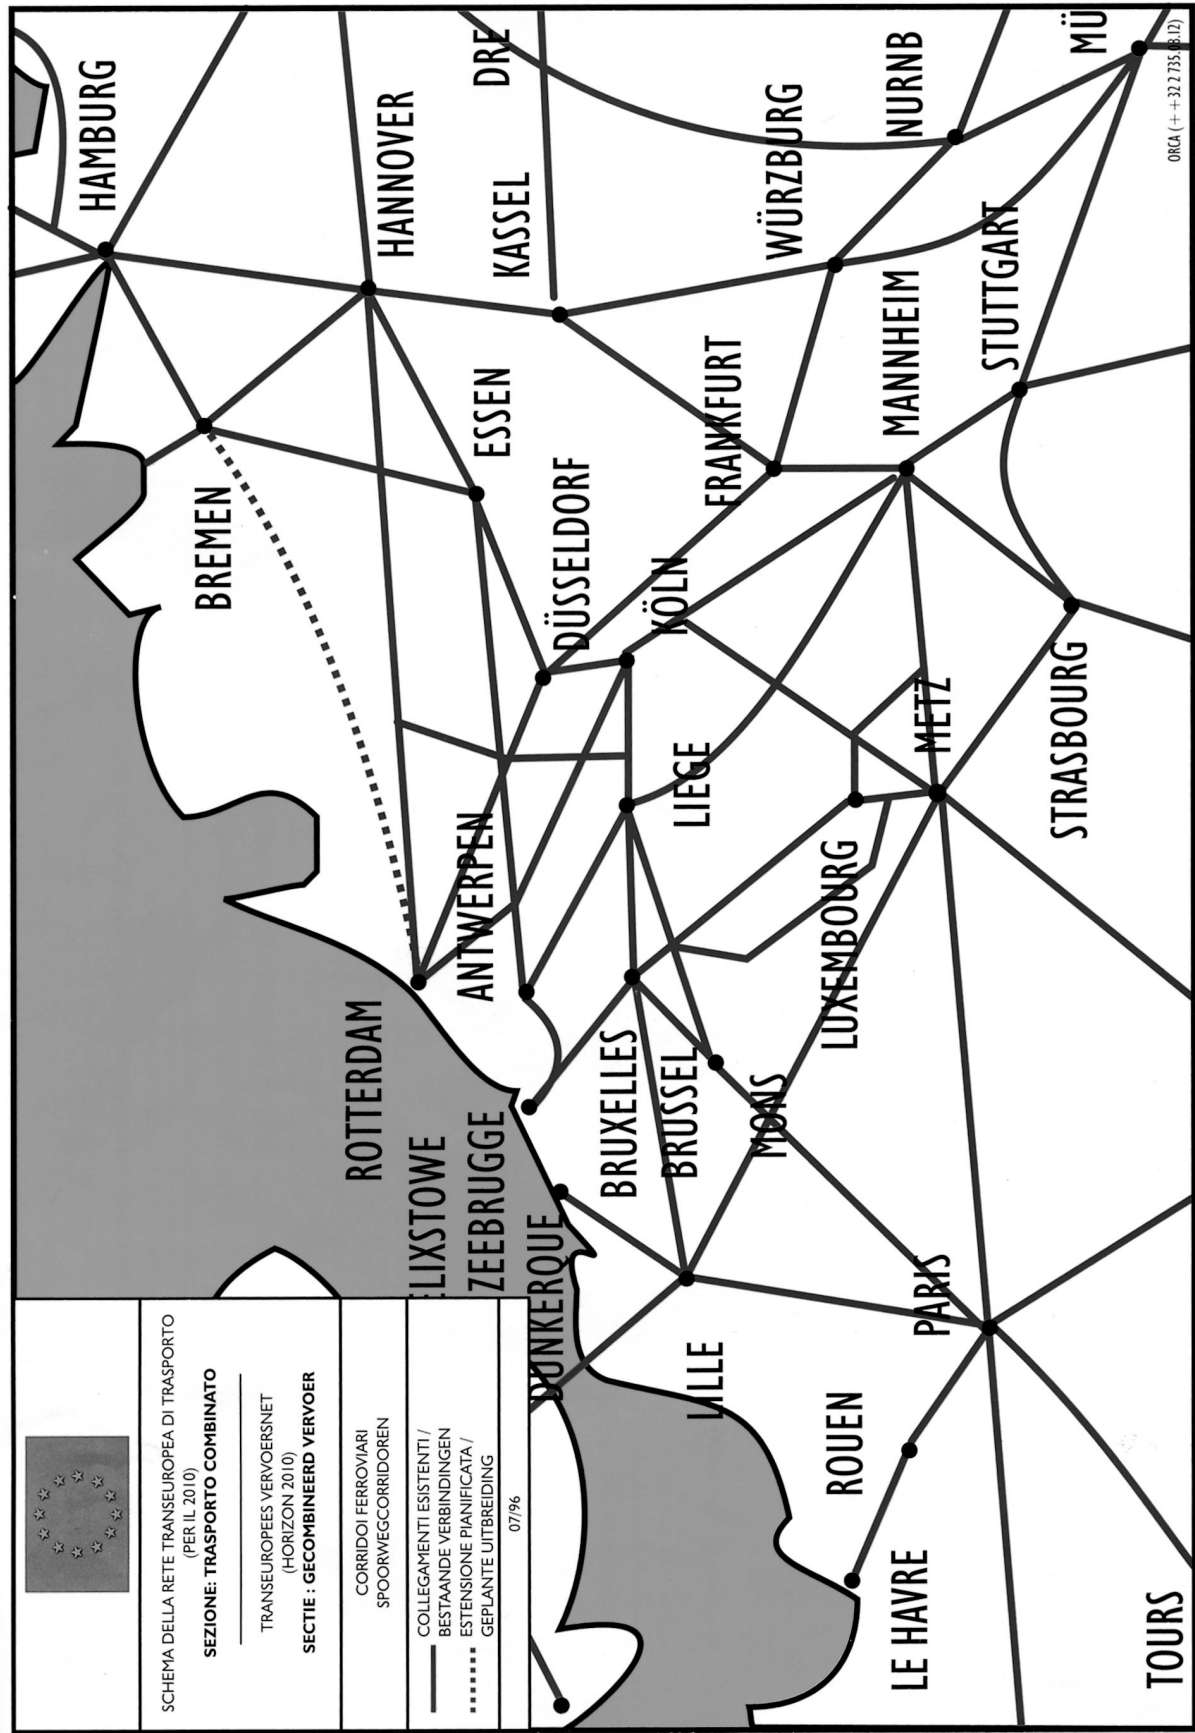 SCHEMA DELLA RETE TRANSEUROPEA DI TRASPORTO
(PER IL 2010)
SEZIONE: TRASPORTO COMBINATO
TRANSEUROPEES VERVOERSNET
(HORIZON 2010)
SECTIE : GECOMBINEERD VERVOER
CORRIDOI FERROVIARI
SPOORWEGCORRIDOREN
COLLEGAMENTI ESISTENTI /
BESTAANDE VERBINDINGEN
ESTENSIONE PIANIFICATA /
GEPLANTE UITBREIDING
07/96
HAMBURG
BREMEN
HANNOVER
ROTTERDAM
ELIXSTOWE
ZEEBRUGGE
ANTWERPEN
ESSEN
KASSEL
DRE
DUNKERQUE
DÜSSELDORF
BRUXELLES
BRUSSEL
KÖLN
LIEGE
LILLE
MONS
FRANKFURT
WÜRZBURG
LUXEMBOURG
ROUEN
MANNHEIM
NURNB
LE HAVRE
PARIS
METZ
STUTTGART
STRASBOURG
MÜ
TOURS
ORCA (+ + 32 2 735.08.12)